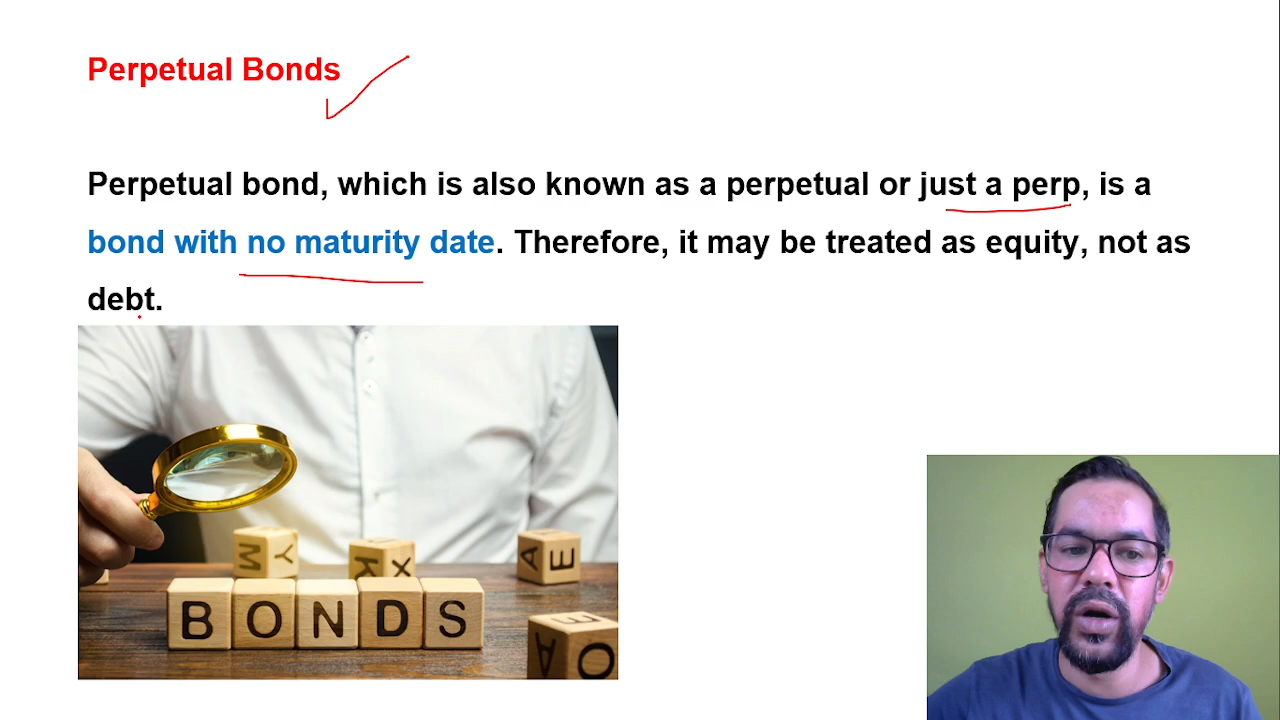 Perpetual Bonds
Perpetual bond, which is also known as a perpetual or just a perp, is a
bond with no maturity date. Therefore, it may be treated as equity, not as
debt.
M Y
K X
A E
BONDS
A O E